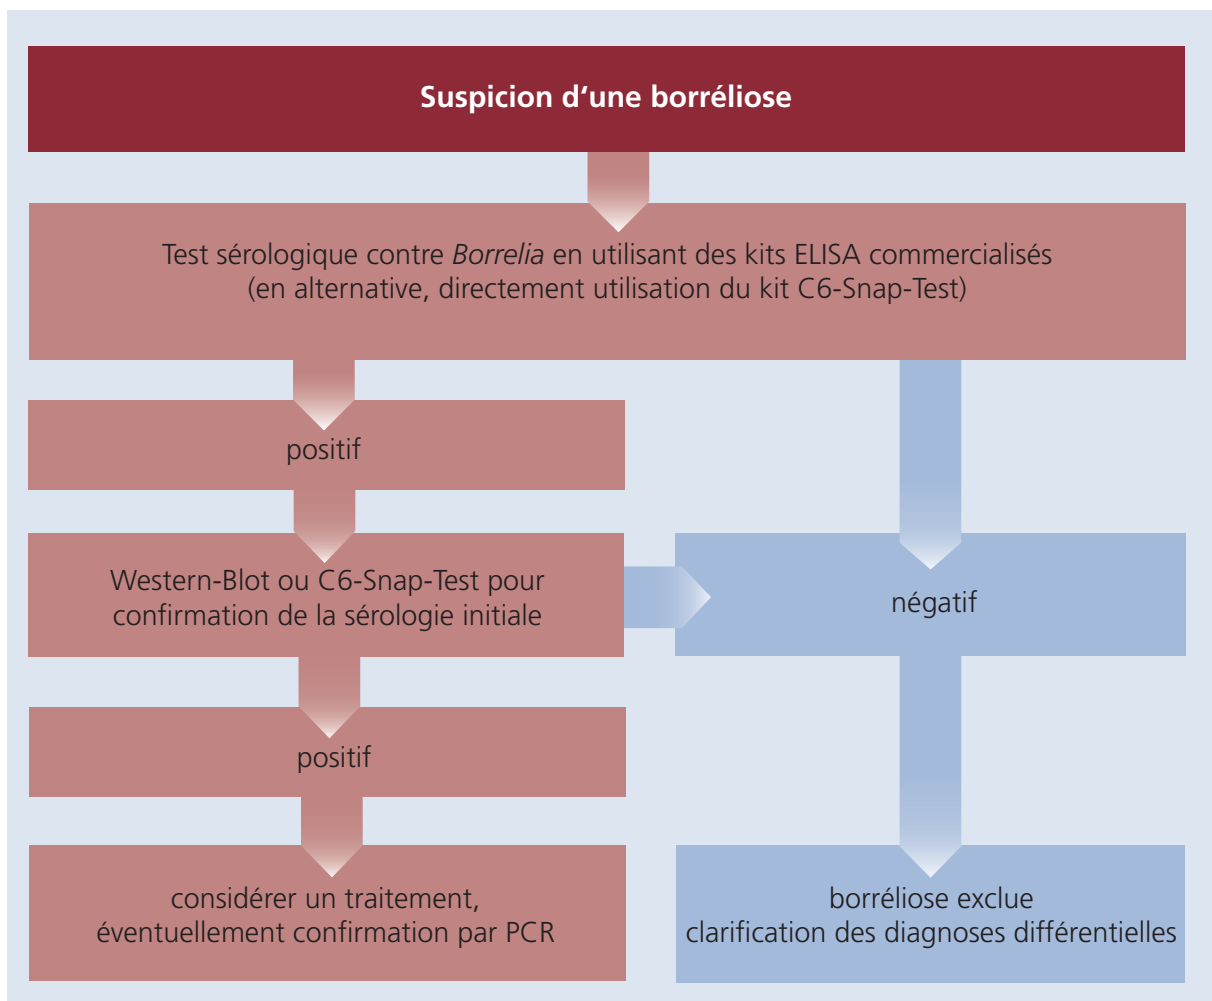 Suspicion d‘une borréliose
Test sérologique contre Borrelia en utilisant des kits ELISA commercialisés
(en alternative, directement utilisation du kit C6-Snap-Test)
positif
Western-Blot ou C6-Snap-Test pour
confirmation de la sérologie initiale
négatif
positif
considérer un traitement,
éventuellement confirmation par PCR
borréliose exclue
clarification des diagnoses différentielles